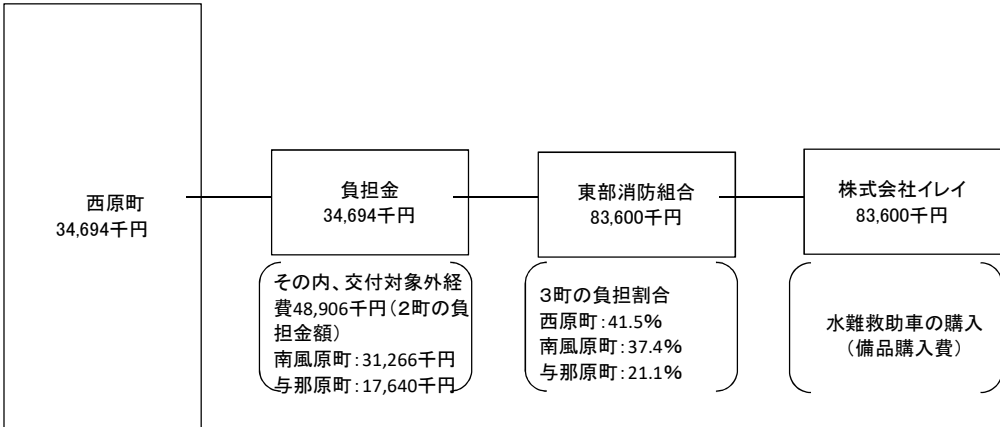 西原町
34,694千円
負担金
34,694千円
東部消防組合
83,600千円
株式会社イレイ
83,600千円
その内、交付対象外経
費48,906千円(2町の負
担金額)
南風原町:31,266千円
与那原町:17,640千円
3町の負担割合
西原町:41.5%
南風原町:37.4%
与那原町:21.1%
水難救助車の購入
(備品購入費)